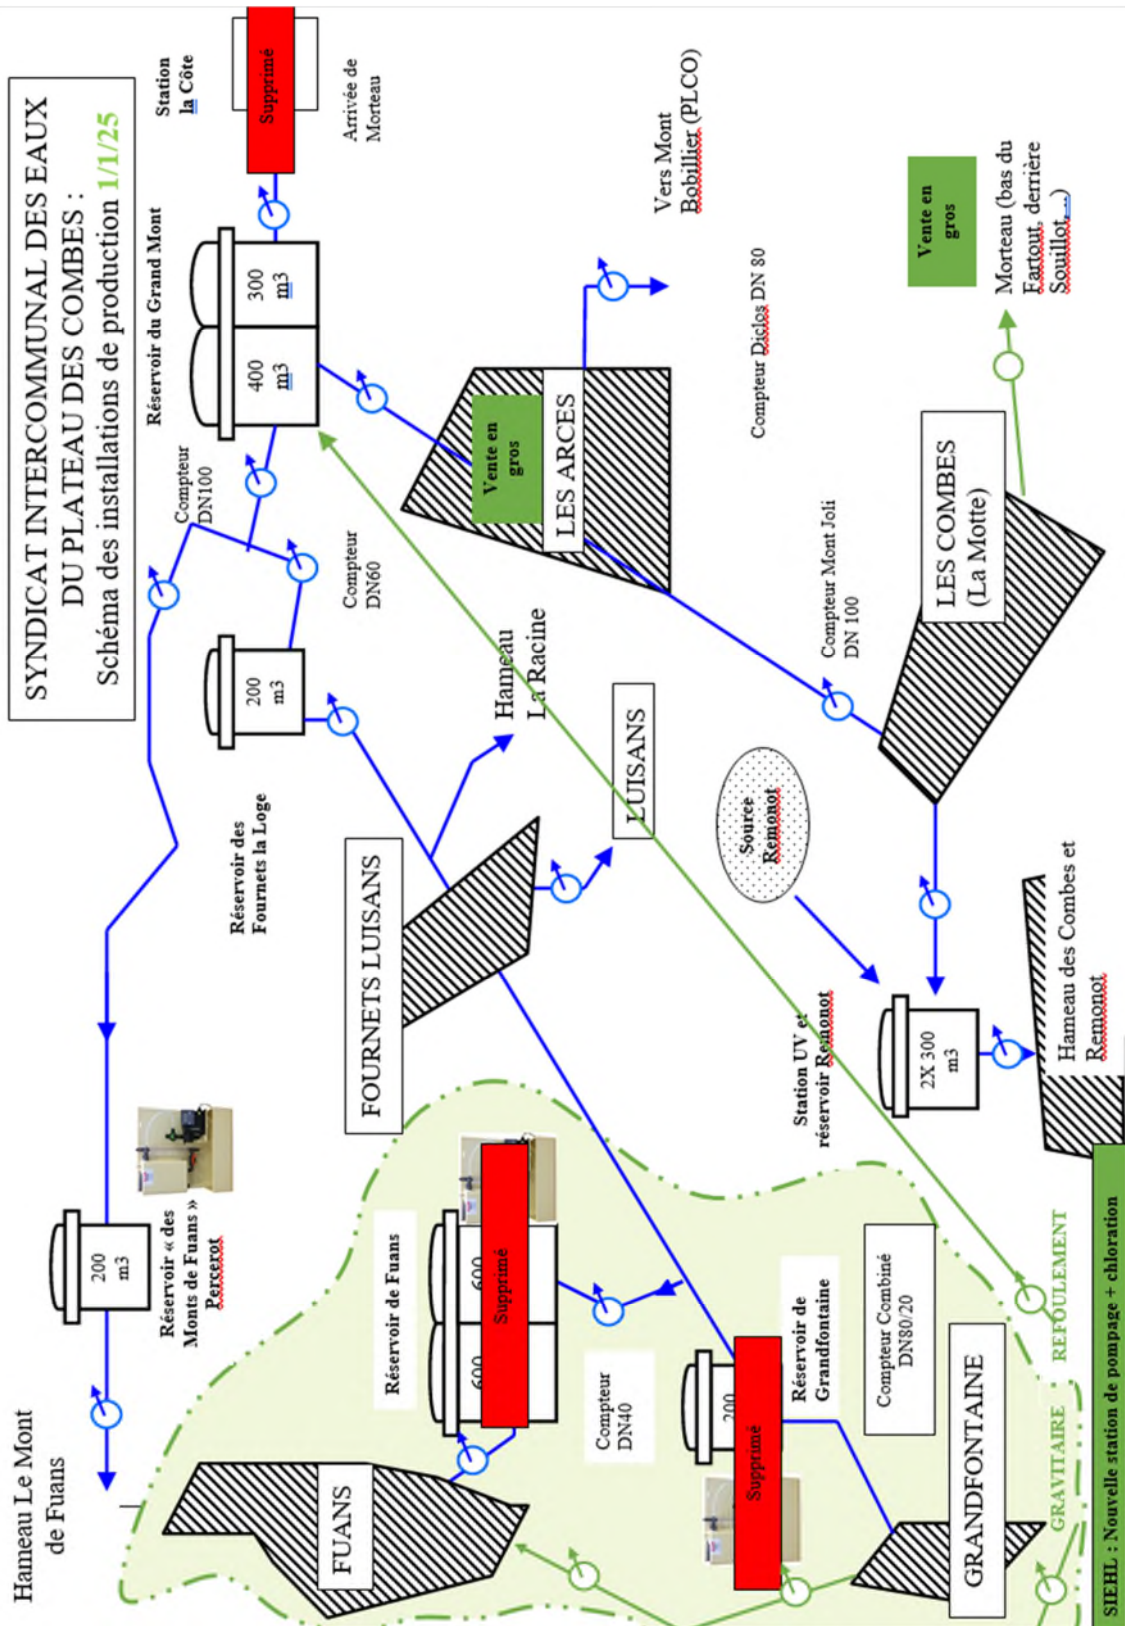 SYNDICAT INTERCOMMUNAL DES EAUX
DU PLATEAU DES COMBES :
Schéma des installations de production 1/1/25
Station
la Côte
Supprimé
Arrivée de
Morteau
Réservoir du Grand Mont
400
m3
300
m3
Compteur
DN100
Compteur
DN60
200
m3
Réservoir des
Fournets la Loge
Hameau Le Mont
de Fuans
200
m3
Réservoir « des
Monts de Fuans »
Percerot
Vente en
gros
LES ARCES
Vers Mont
Bobillier (PLCO)
Compteur Diclos DN 80
Hameau
La Racine
LUISANS
FOURNETS LUISANS
Compteur Mont Joli
DN 100
LES COMBES
(La Motte)
Vente en
gros
Morteau (bas du
Fartout, derrière
Souillot,...)
Source
Remonot
Station UV et
réservoir Remonot
2X 300
m3
Hameau des Combes et
Remonot
Réservoir de Fuans
600
600
Supprimé
Compteur
DN40
FUANS
200
Supprimé
Réservoir de
Grandfontaine
Compteur Combiné
DN80/20
GRANDFONTAINE
GRAVITAIRE
REFOULEMENT
SIEHL : Nouvelle station de pompage + chloration